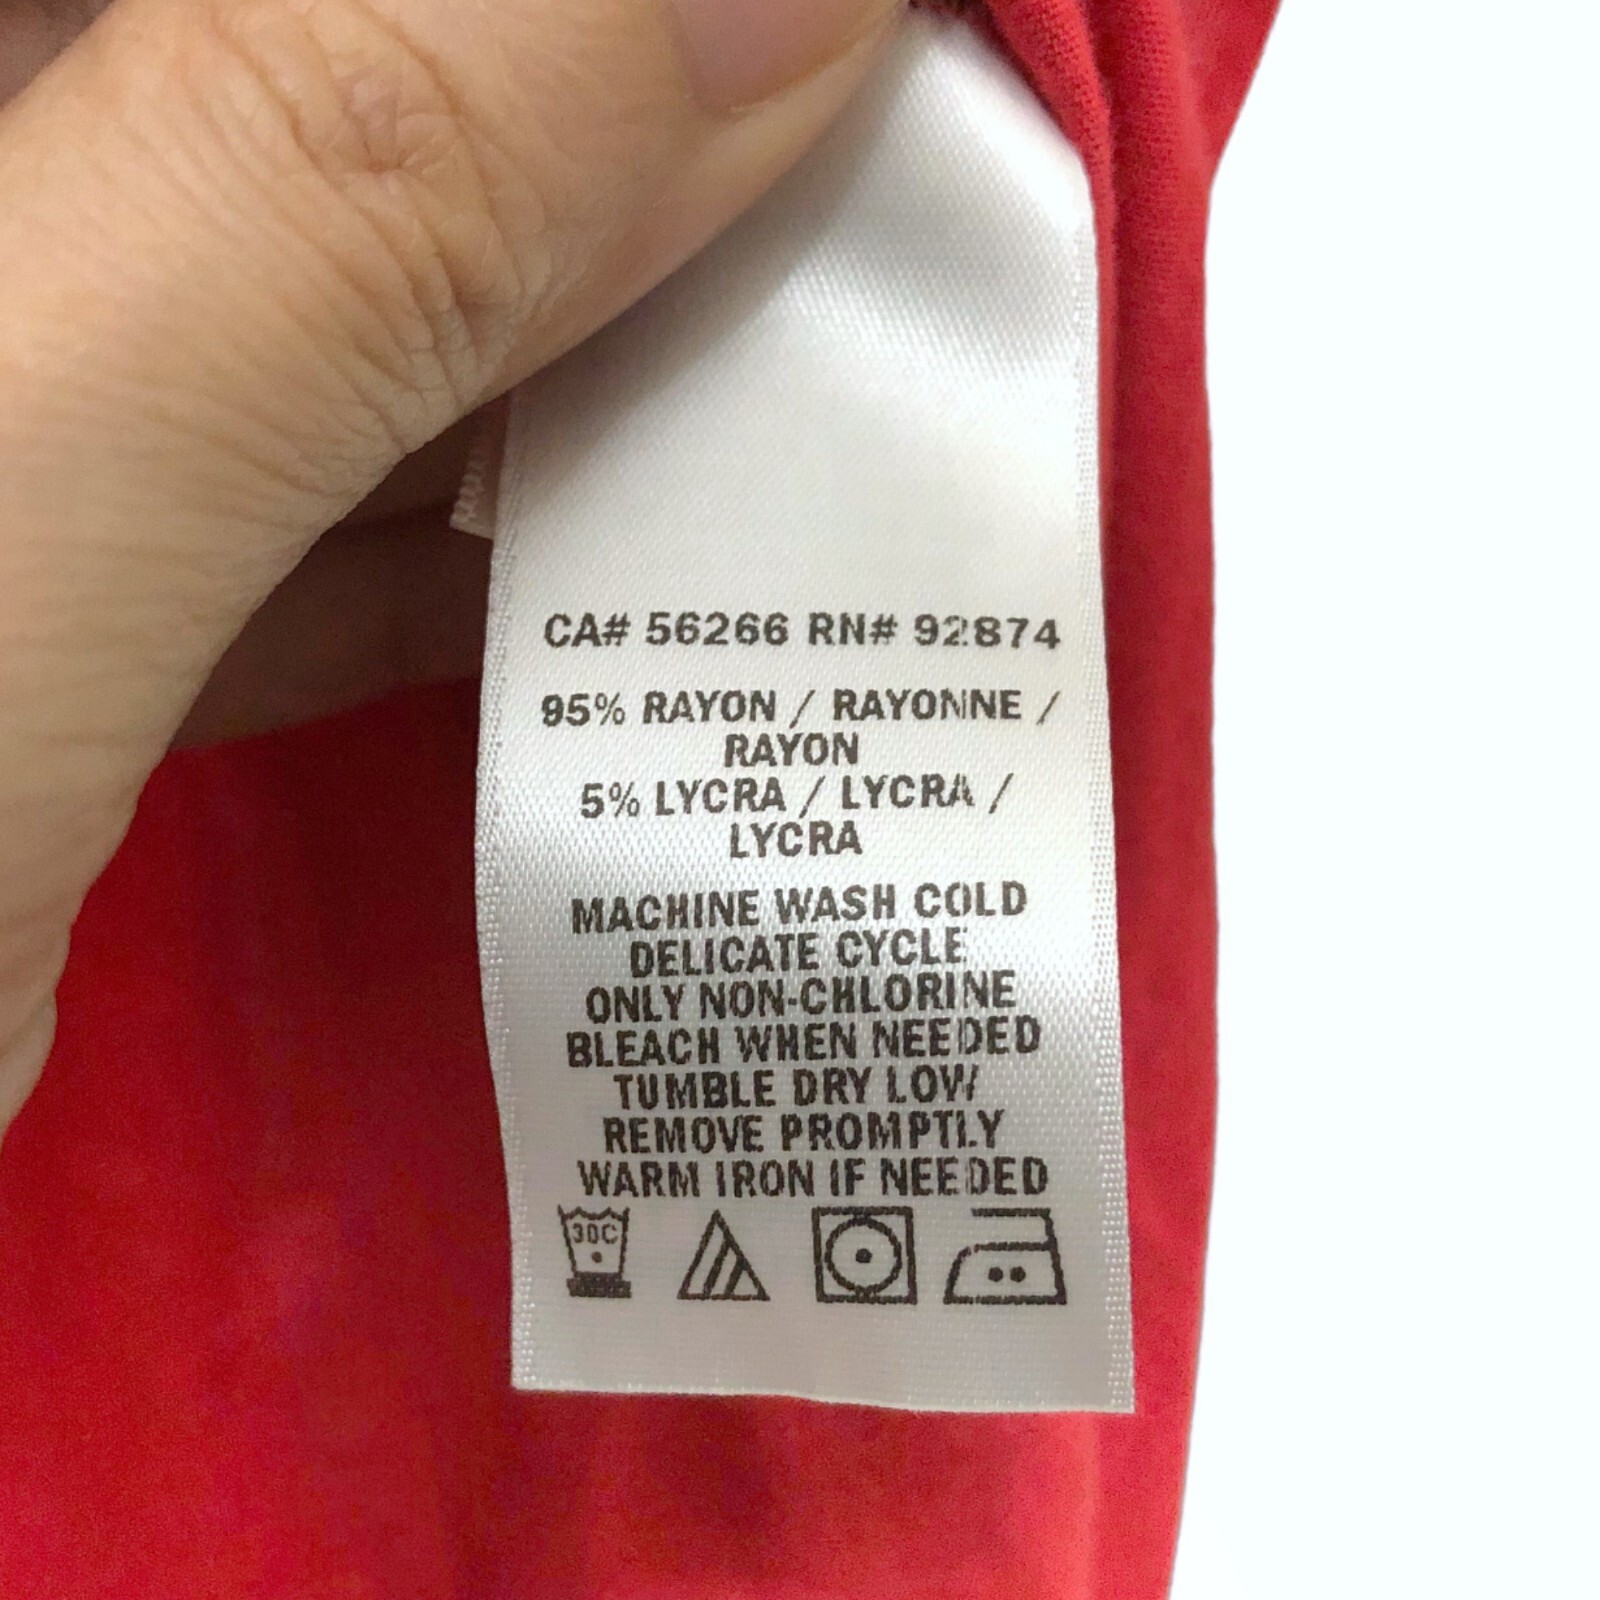 CA# 56266 RN# 92874
95% RAYON / RAYONNE /
RAYON
5% LYCRA / LYCRA /
LYCRA
MACHINE WASH COLD
DELICATE CYCLE
ONLY NON-CHLORINE
BLEACH WHEN NEEDED
TUMBLE DRY LOW
REMOVE PROMPTLY
WARM IRON IF NEEDED
30C